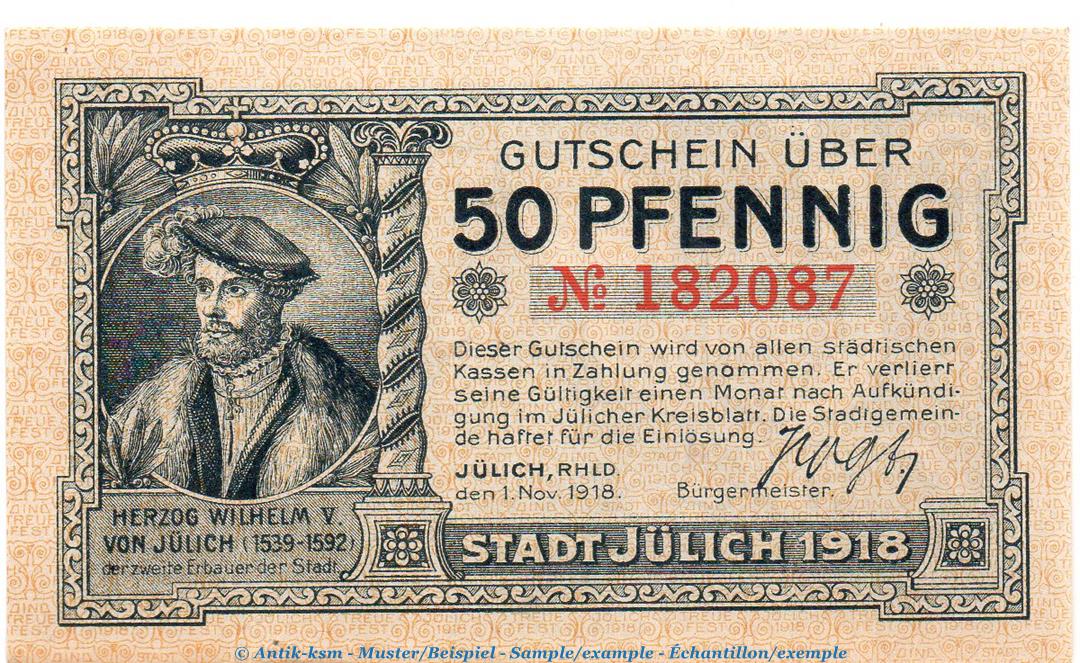 GUTSCHEIN ÜBER
50 PFENNIG
№ 182087
Dieser Gutschein wird von allen städtischen
Kassen in Zahlung genommen. Er verliert
seine Gültigkeit einen Monat nach Aufkündi-
gung im Jülicher Kreisblatt. Die Stadtgemein-
de haftet für die Einlösung.
JÜLICH, RHLD.
den 1. Nov. 1918. Bürgermeister.
Vogt.
HERZOG WILHELM V.
VON JÜLICH (1539-1592)
der zweite Erbauer der Stadt
STADT JÜLICH 1918
© Antik-ksm - Muster/Beispiel - Sample/example - Échantillon/exemple